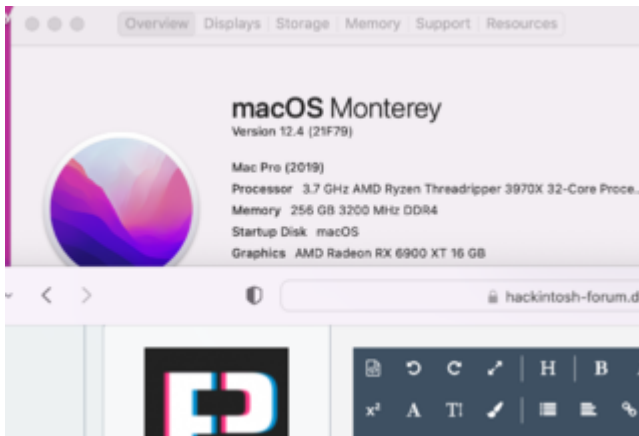 Overview Displays Storage Memory Support Resources
macOS Monterey
Version 12.4 (21F79)
Mac Pro (2019)
Processor 3.7 GHz AMD Ryzen Threadripper 3970X 32-Core Proce...
Memory 256 GB 3200 MHz DDR4
Startup Disk macOS
Graphics AMD Radeon RX 6900 XT 16 GB
hackintosh-forum.d
H B
x² A T!